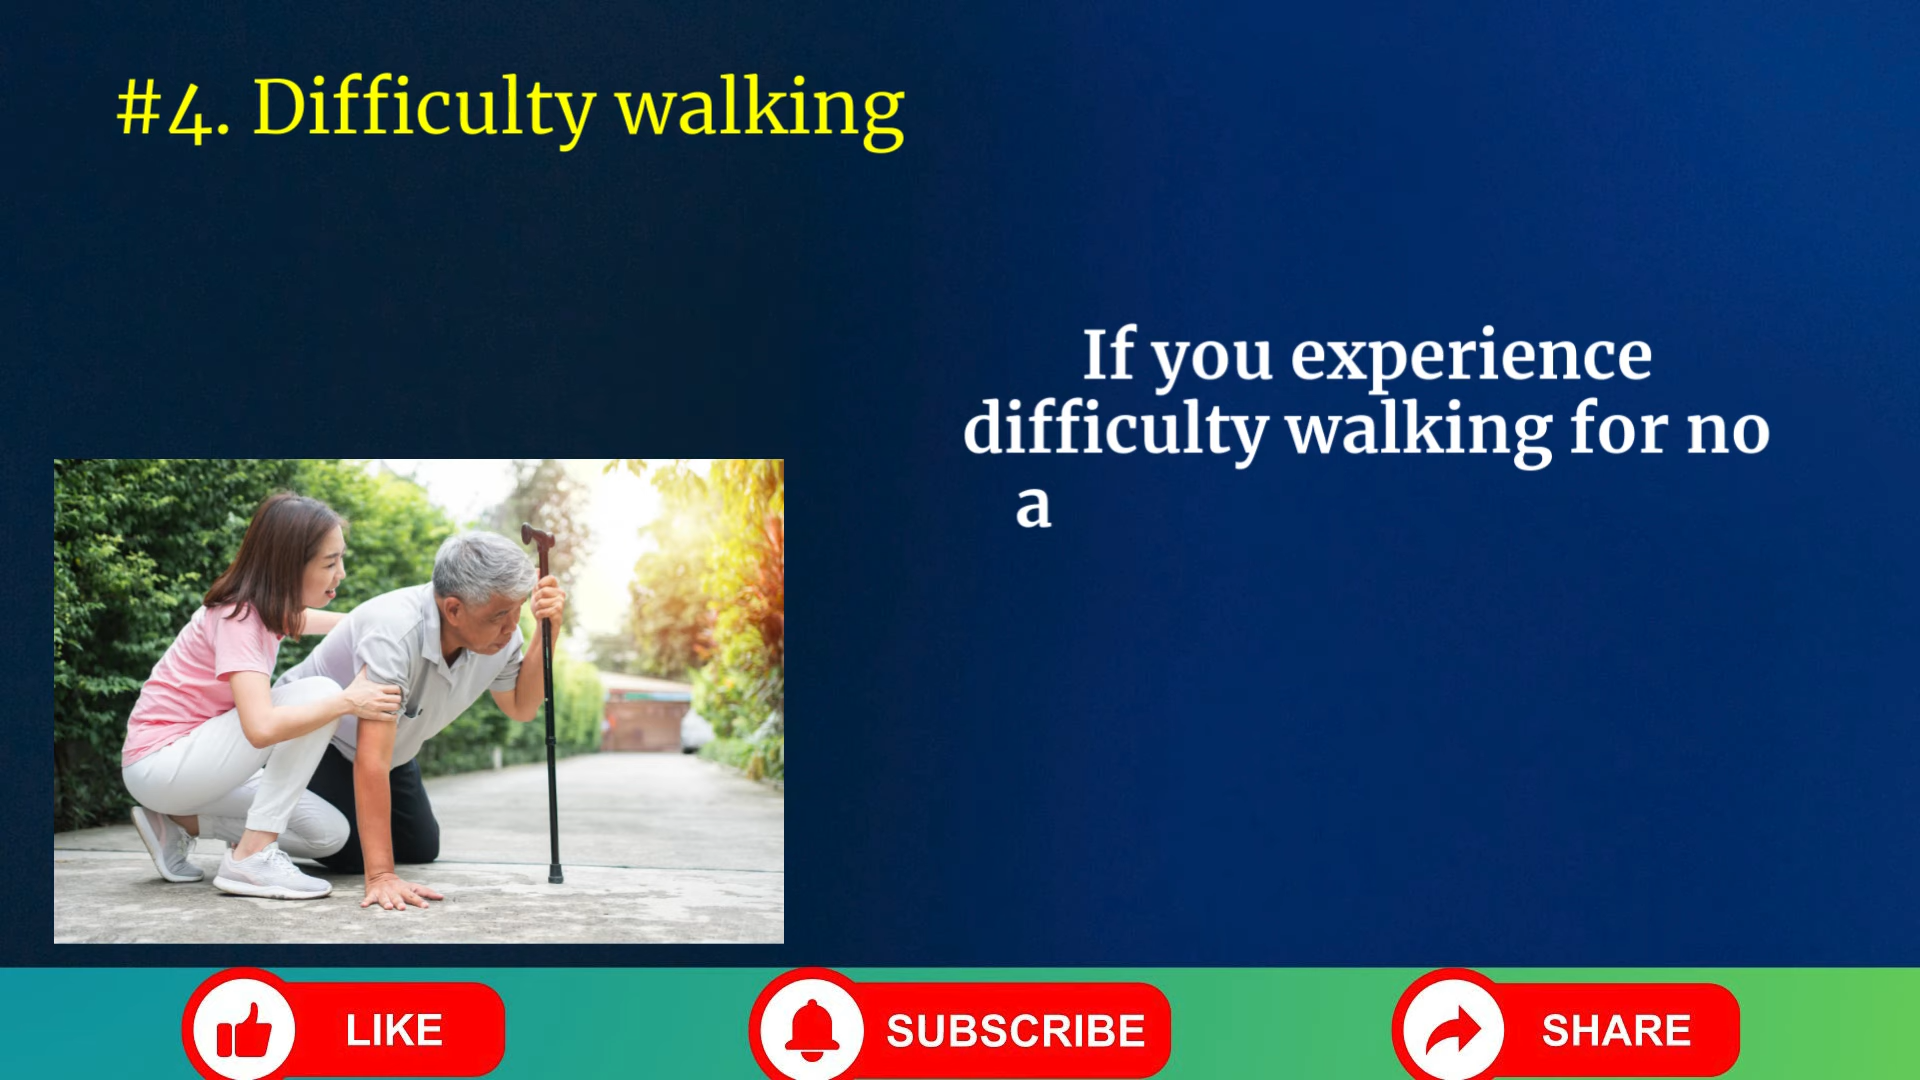 #4. Difficulty walking
If you experience
difficulty walking for no
a
LIKE
SUBSCRIBE
SHARE